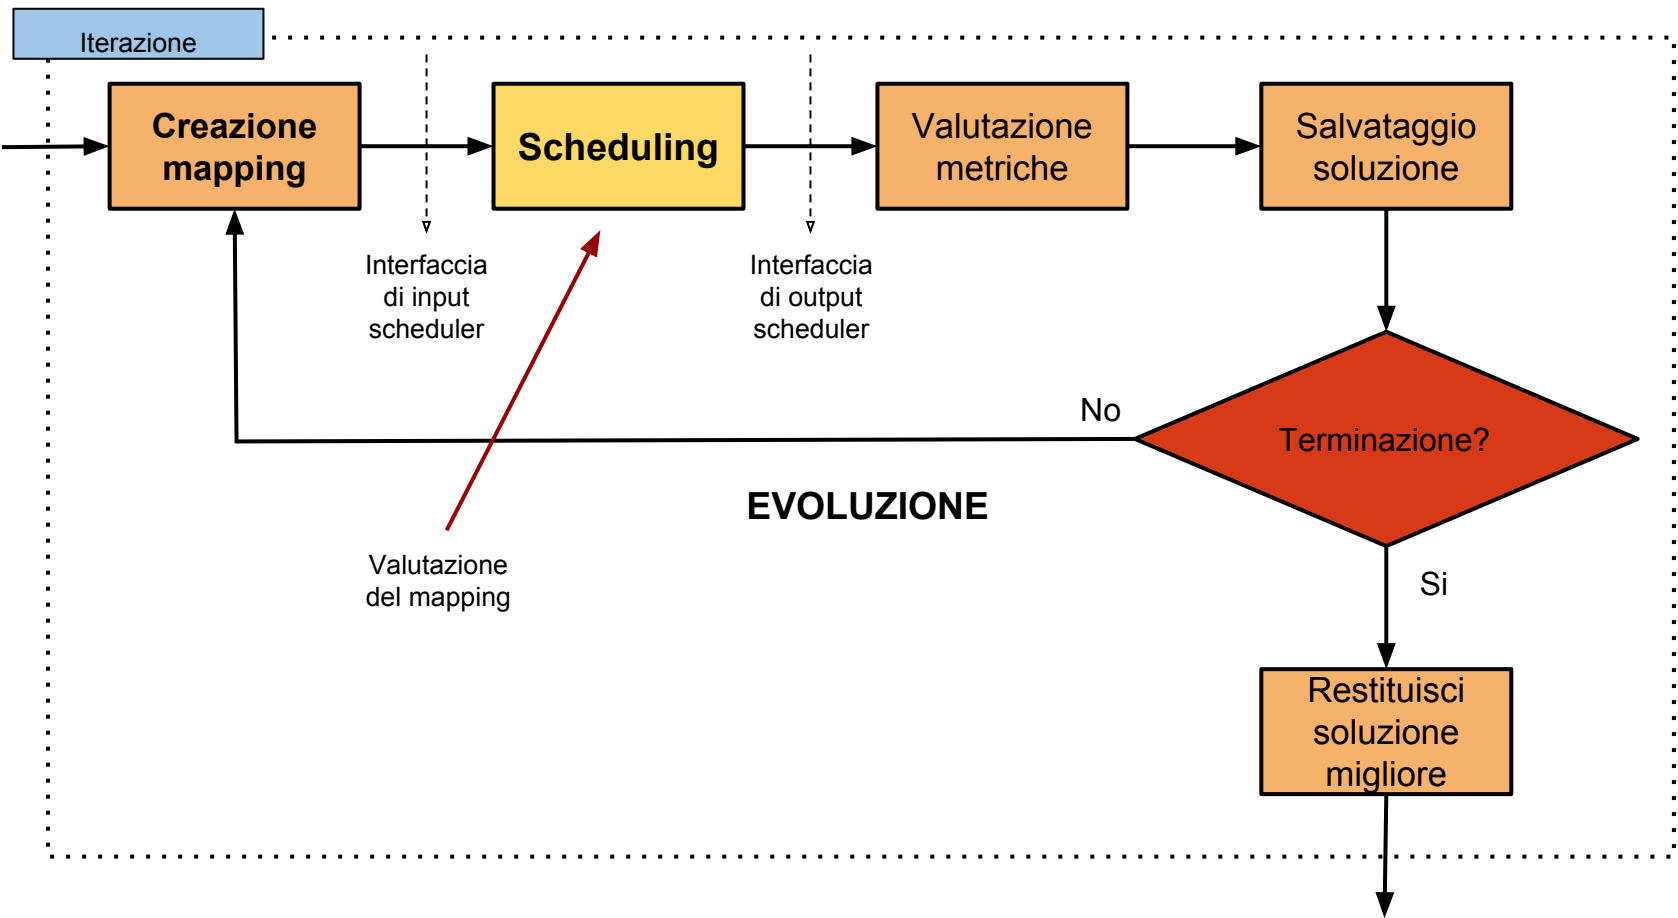 Iterazione
Creazione
mapping
Scheduling
Valutazione
metriche
Salvataggio
soluzione
Interfaccia
di input
scheduler
Interfaccia
di output
scheduler
No
Terminazione?
EVOLUZIONE
Valutazione
del mapping
Si
Restituisci
soluzione
migliore